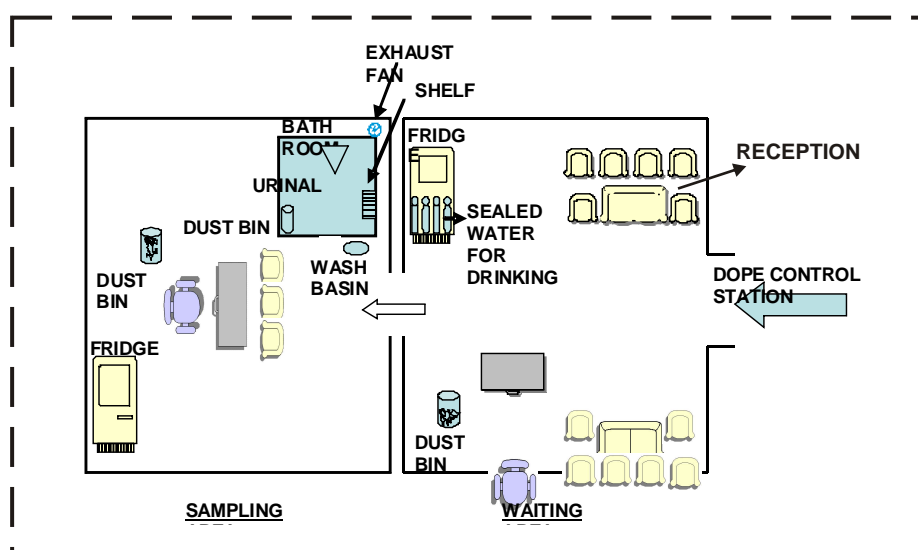 EXHAUST
FAN
SHELF
BATH
ROOM
FRIDG
E
RECEPTION
URINAL
SEALED
WATER
FOR
DRINKING
DUST BIN
WASH
BASIN
DUST
BIN
DOPE CONTROL
STATION
FRIDGE
DUST
BIN
SAMPLING
WAITING